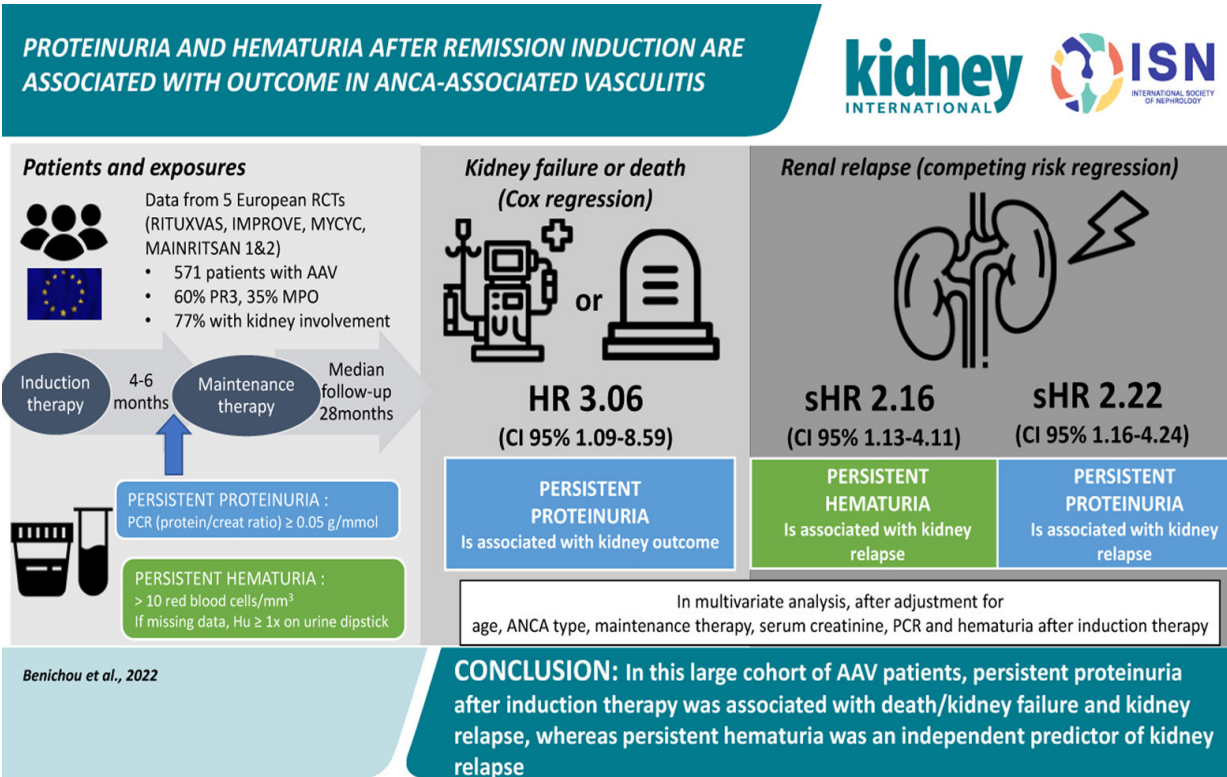 PROTEINURIA AND HEMATURIA AFTER REMISSION INDUCTION ARE
ASSOCIATED WITH OUTCOME IN ANCA-ASSOCIATED VASCULITIS
kidney
INTERNATIONAL
ISN
INTERNATIONAL SOCIETY
OF NEPHROLOGY
Patients and exposures
Data from 5 European RCTs
(RITUXVAS, IMPROVE, MYCYC,
MAINRITSAN 1&2)
• 571 patients with AAV
• 60% PR3, 35% MPO
• 77% with kidney involvement
Induction
therapy
4-6
months
Maintenance
therapy
Median
follow-up
28months
PERSISTENT PROTEINURIA :
PCR (protein/creat ratio) ≥ 0.05 g/mmol
PERSISTENT HEMATURIA :
> 10 red blood cells/mm³
If missing data, Hu ≥ 1x on urine dipstick
Kidney failure or death
(Cox regression)
or
HR 3.06
(CI 95% 1.09-8.59)
PERSISTENT
PROTEINURIA
Is associated with kidney outcome
Renal relapse (competing risk regression)
sHR 2.16
(CI 95% 1.13-4.11)
PERSISTENT
HEMATURIA
Is associated with kidney
relapse
sHR 2.22
(CI 95% 1.16-4.24)
PERSISTENT
PROTEINURIA
Is associated with kidney
relapse
In multivariate analysis, after adjustment for
age, ANCA type, maintenance therapy, serum creatinine, PCR and hematuria after induction therapy
Benichou et al., 2022
CONCLUSION: In this large cohort of AAV patients, persistent proteinuria
after induction therapy was associated with death/kidney failure and kidney
relapse, whereas persistent hematuria was an independent predictor of kidney
relapse